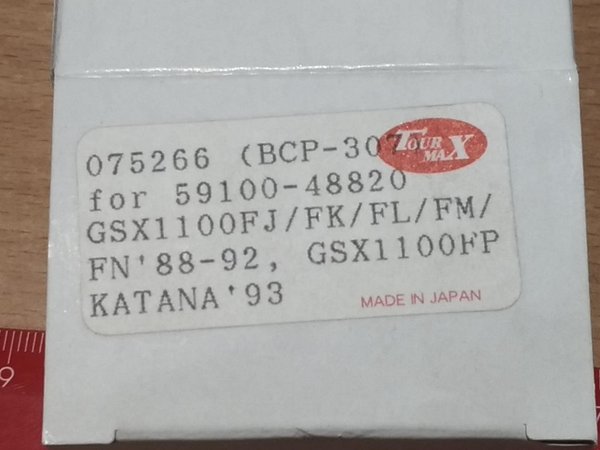 075266 (BCP-307
TOUR MAX
for 59100-48820
GSX1100FJ/FK/FL/FM/
FN'88-92, GSX1100FP
KATANA'93
MADE IN JAPAN
9